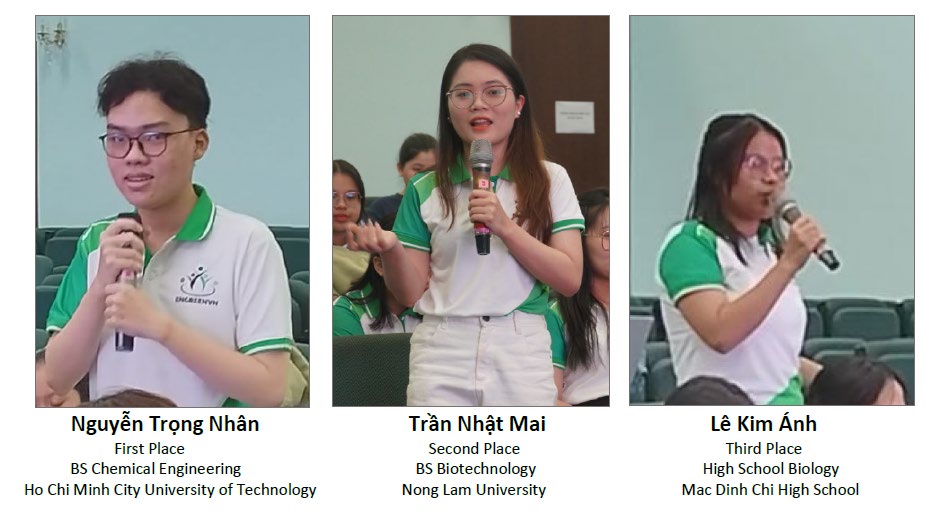 ENGBIERMVN
Nguyễn Trọng Nhân
First Place
BS Chemical Engineering
Ho Chi Minh City University of Technology
Trần Nhật Mai
Second Place
BS Biotechnology
Nong Lam University
Lê Kim Ánh
Third Place
High School Biology
Mac Dinh Chi High School